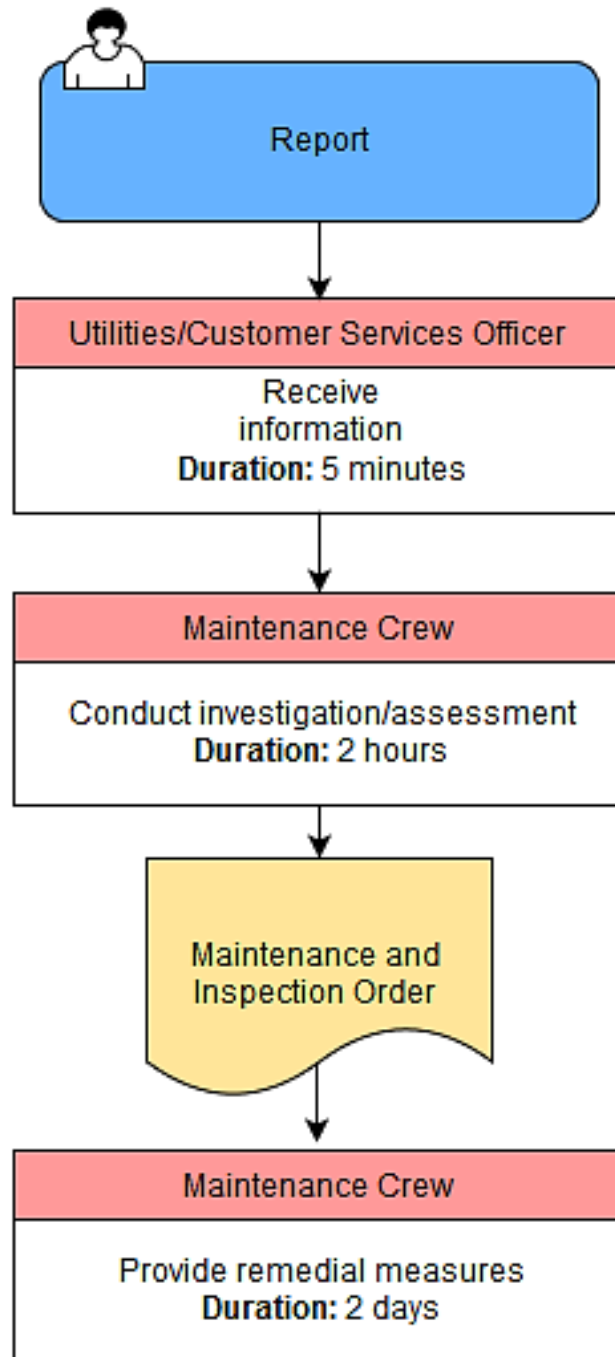 Report
Utilities/Customer Services Officer
Receive
information
Duration: 5 minutes
Maintenance Crew
Conduct investigation/assessment
Duration: 2 hours
Maintenance and
Inspection Order
Maintenance Crew
Provide remedial measures
Duration: 2 days